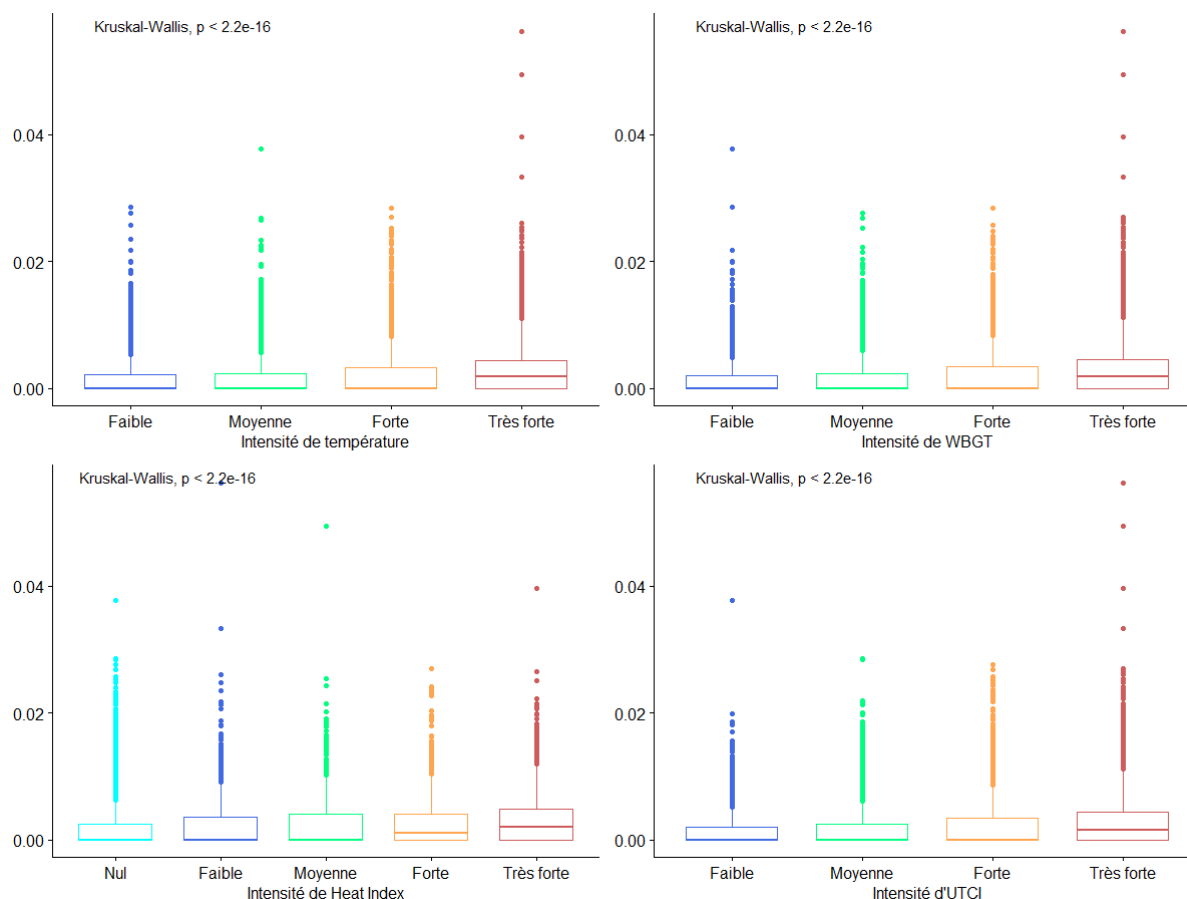 Kruskal-Wallis, p < 2.2e-16
0.04
0.02
0.00
Faible Moyenne Forte Très forte
Intensité de température
Kruskal-Wallis, p < 2.2e-16
0.04
0.02
0.00
Faible Moyenne Forte Très forte
Intensité de WBGT
Kruskal-Wallis, p < 2.2e-16
0.04
0.02
0.00
Nul Faible Moyenne Forte Très forte
Intensité de Heat Index
Kruskal-Wallis, p < 2.2e-16
0.04
0.02
0.00
Faible Moyenne Forte Très forte
Intensité d'UTCI